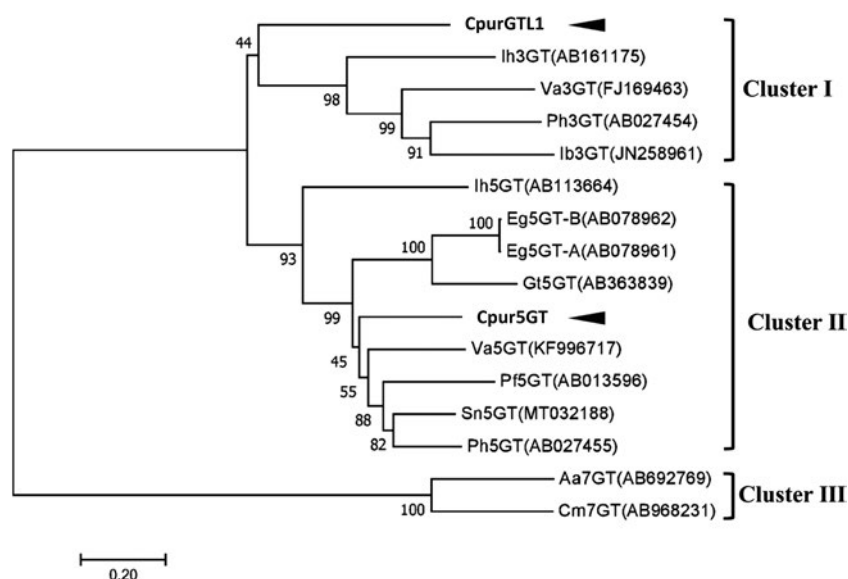 CpurGTL1
44
Ih3GT(AB161175)
Va3GT(FJ169463)
Cluster I
98
Ph3GT(AB027454)
99
91
Ib3GT(JN258961)
Ih5GT(AB113664)
Eg5GT-B(AB078962)
100
100
Eg5GT-A(AB078961)
93
Gt5GT(AB363839)
99
Cpur5GT
Cluster II
45
Va5GT(KF996717)
55
Pf5GT(AB013596)
88
Sn5GT(MT032188)
82
Ph5GT(AB027455)
Aa7GT(AB692769)
Cluster III
100
Cm7GT(AB968231)
0.20